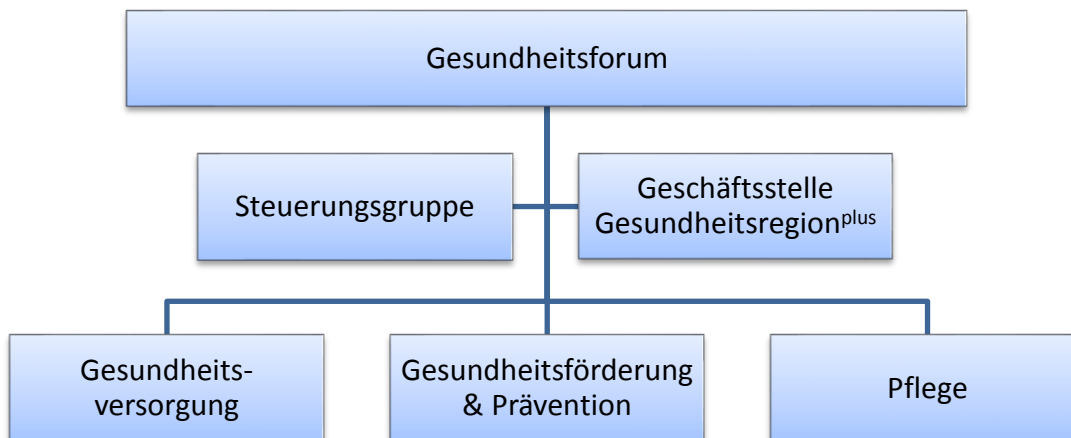 Gesundheitsforum
Steuerungsgruppe
Geschäftsstelle
Gesundheitsregionplus
Gesundheits-
versorgung
Gesundheitsförderung
& Prävention
Pflege